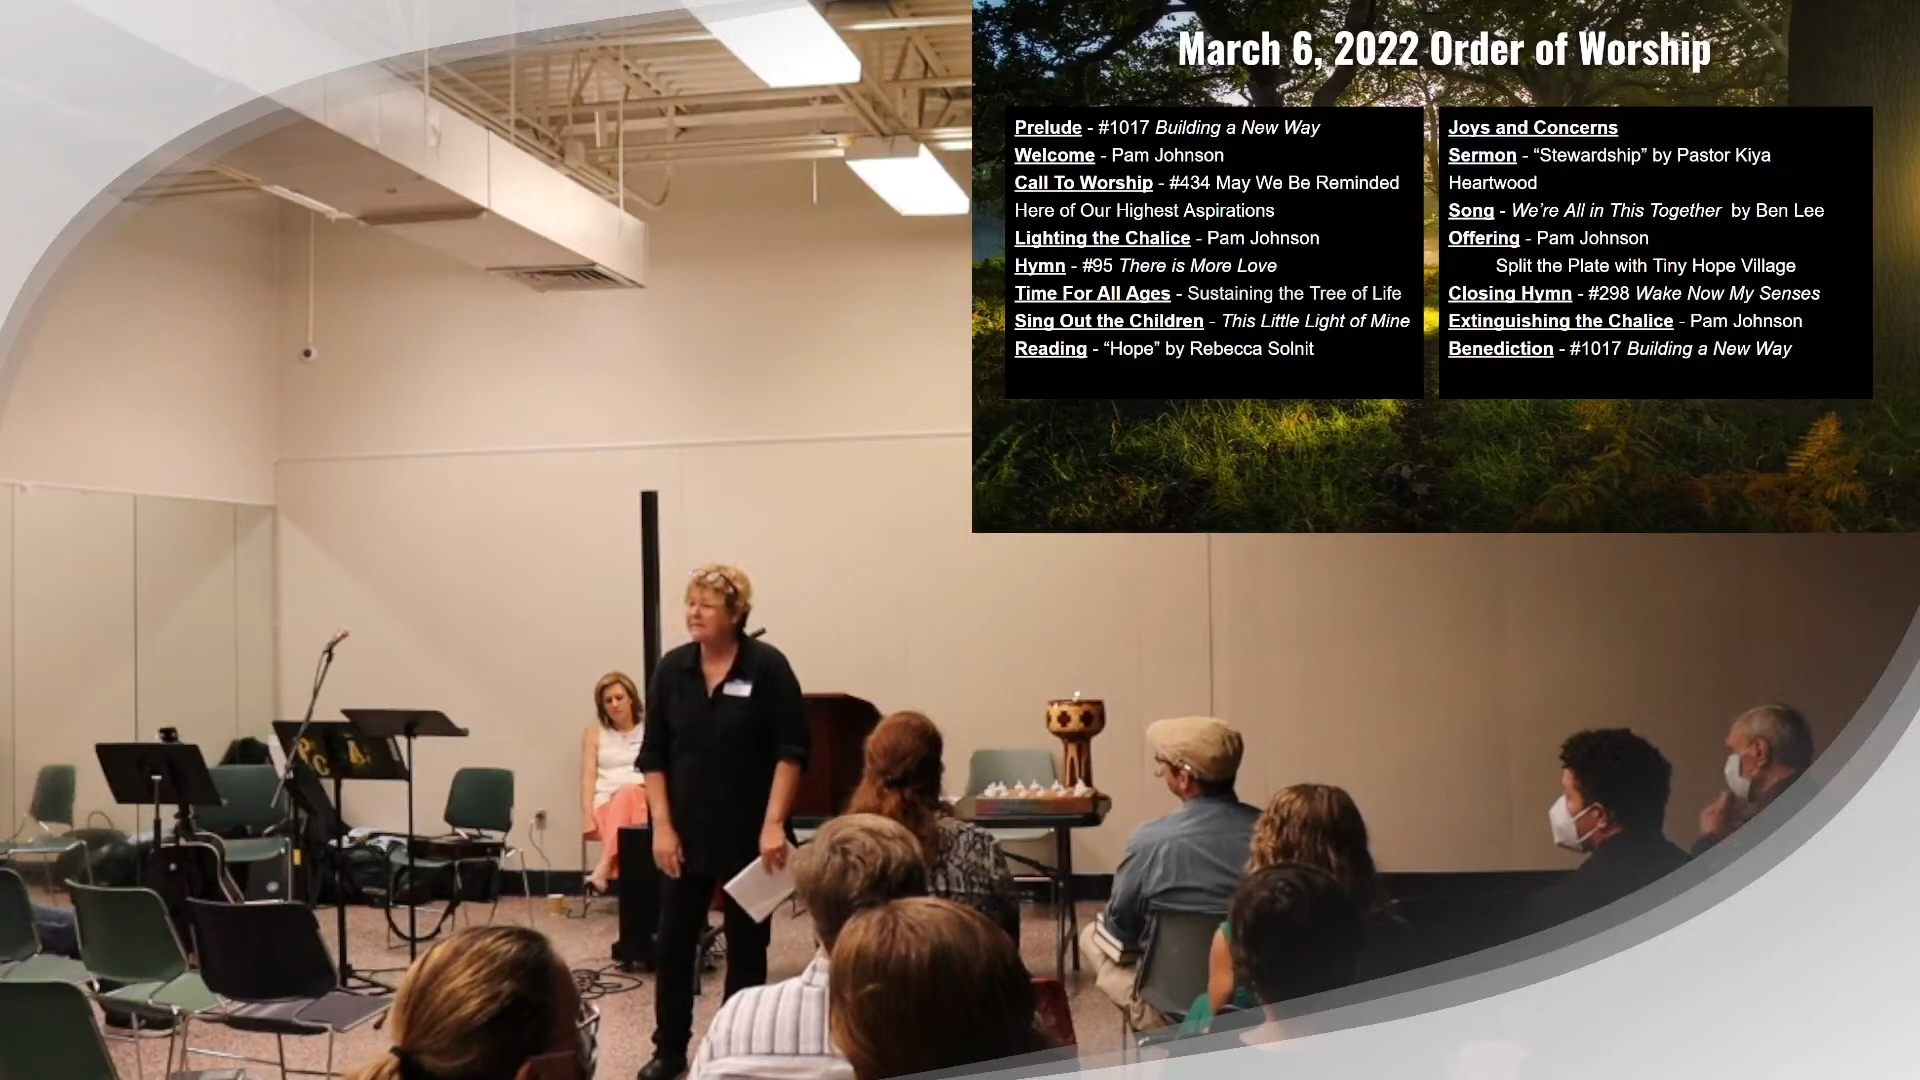 March 6, 2022 Order of Worship
Prelude - #1017 Building a New Way
Welcome - Pam Johnson
Call To Worship - #434 May We Be Reminded
Here of Our Highest Aspirations
Lighting the Chalice - Pam Johnson
Hymn - #95 There is More Love
Time For All Ages - Sustaining the Tree of Life
Sing Out the Children - This Little Light of Mine
Reading - “Hope” by Rebecca Solnit
Joys and Concerns
Sermon - “Stewardship” by Pastor Kiya
Heartwood
Song - We’re All in This Together by Ben Lee
Offering - Pam Johnson
Split the Plate with Tiny Hope Village
Closing Hymn - #298 Wake Now My Senses
Extinguishing the Chalice - Pam Johnson
Benediction - #1017 Building a New Way